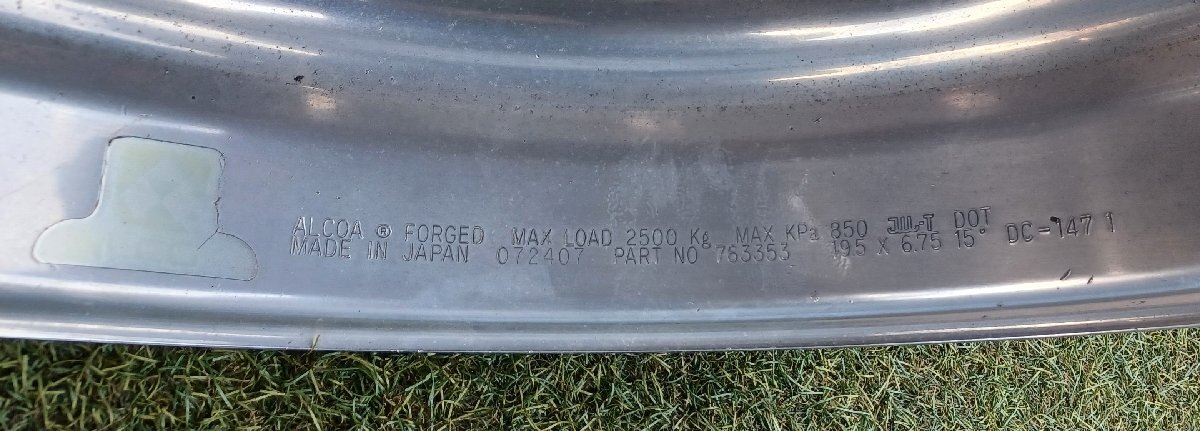 ALCOA ® FORGED MAX LOAD 2500 Kg MAX KPa 850 JWL-T DOT
MADE IN JAPAN 072407 PART NO 763353 19.5 X 6.75 15° DC-147 1